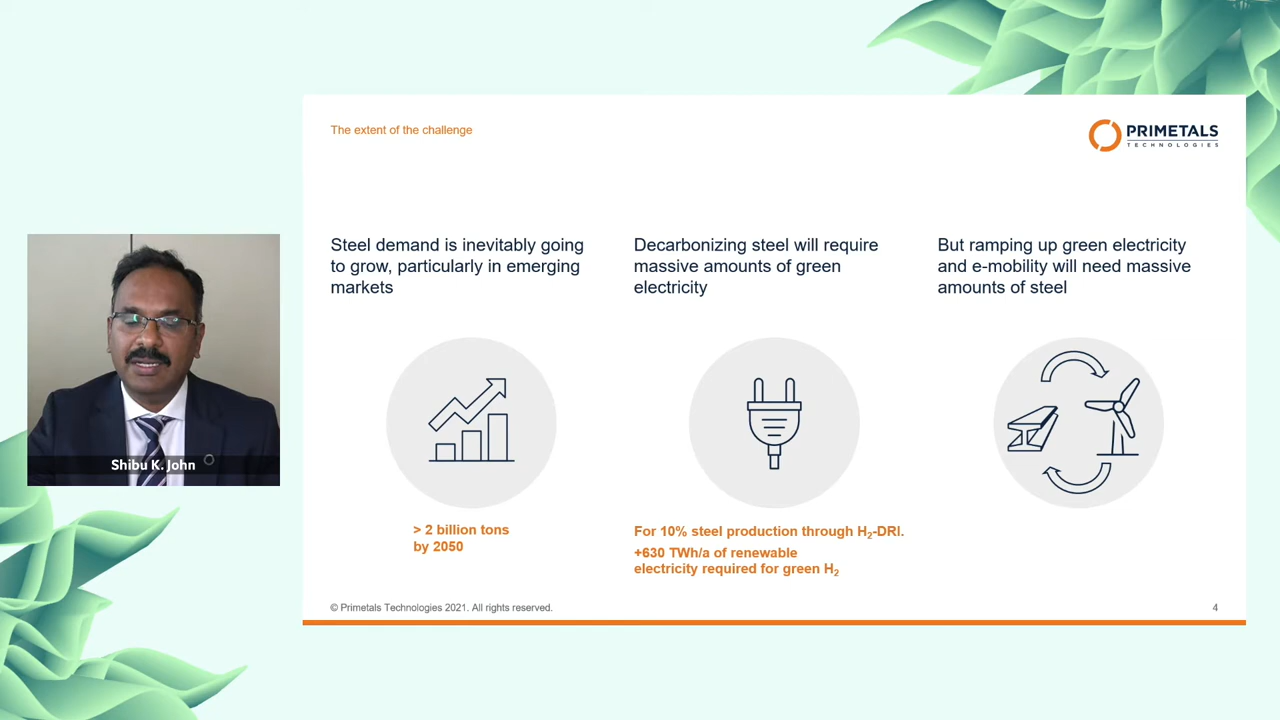 The extent of the challenge
PRIMETALS
TECHNOLOGIES
Steel demand is inevitably going
to grow, particularly in emerging
markets
Decarbonizing steel will require
massive amounts of green
electricity
But ramping up green electricity
and e-mobility will need massive
amounts of steel
> 2 billion tons
by 2050
For 10% steel production through H₂-DRI.
+630 TWh/a of renewable
electricity required for green H₂
Shibu K. John
© Primetals Technologies 2021. All rights reserved.
4